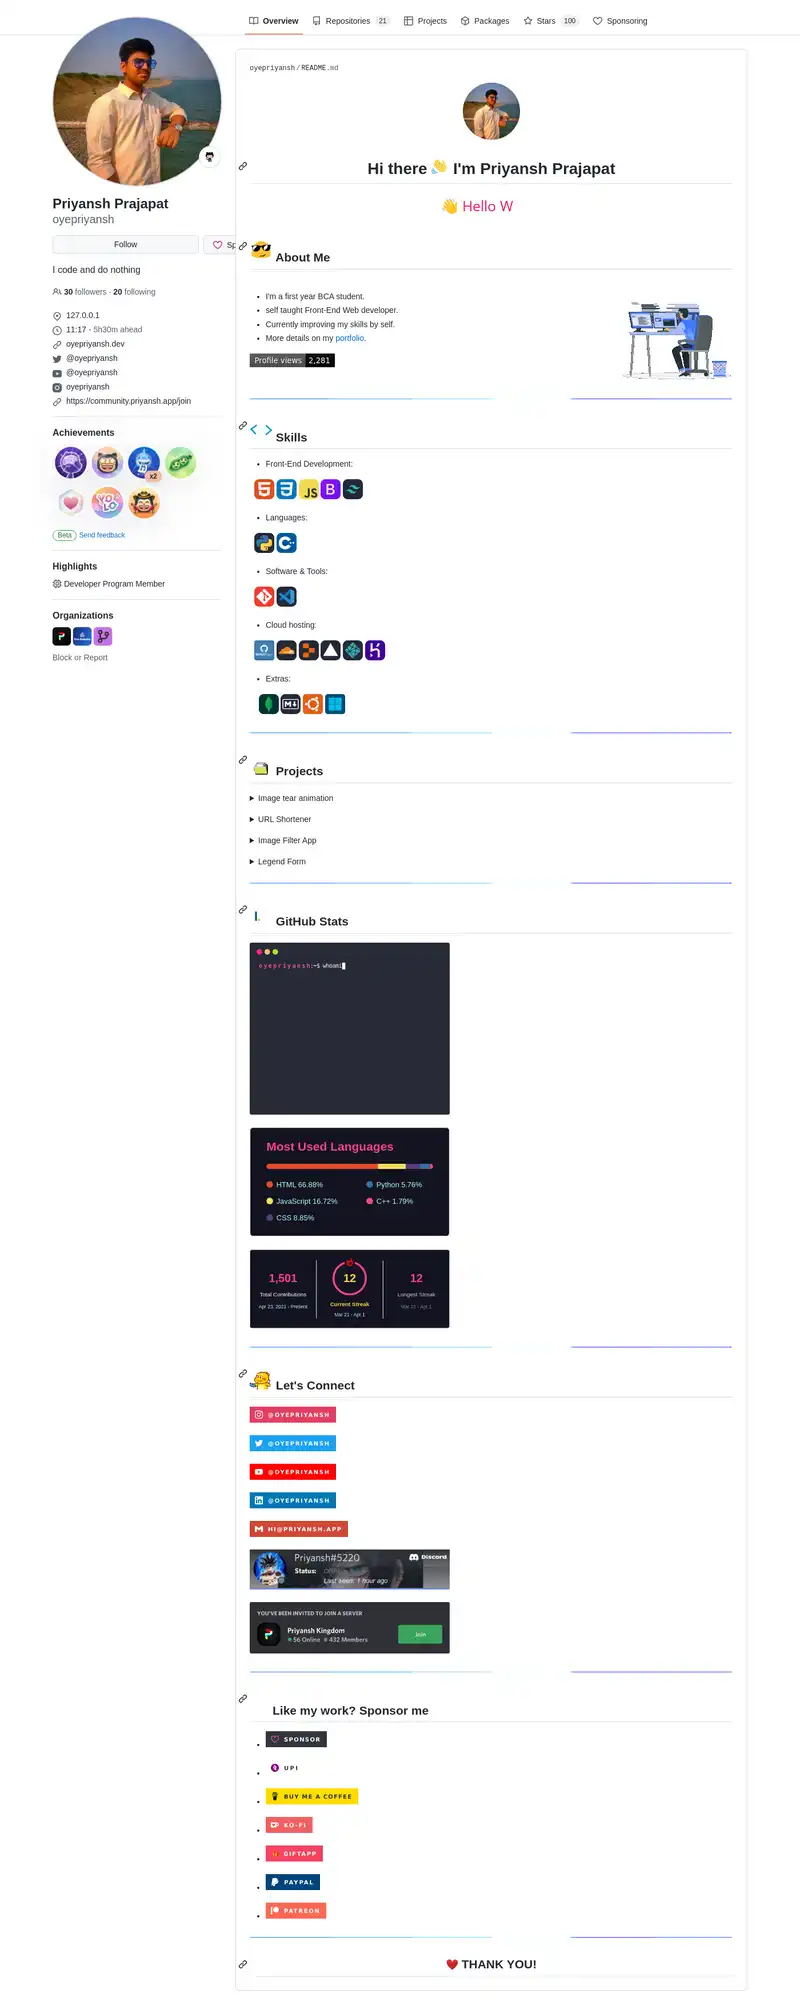 Overview
Repositories 21
Projects
Packages
Stars 100
Sponsoring
Priyansh Prajapat
oyepriyansh
Follow
Sp
I code and do nothing
30 followers · 20 following
127.0.0.1
11:17 - 5h30m ahead
oyepriyansh.dev
@oyepriyansh
@oyepriyansh
oyepriyansh
https://community.priyansh.app/join
Achievements
x2
YOLO
Beta Send feedback
Highlights
Developer Program Member
Organizations
Block or Report
oyepriyansh/README.md
Hi there 👋 I'm Priyansh Prajapat
👋 Hello W
About Me
I'm a first year BCA student.
self taught Front-End Web developer.
Currently improving my skills by self.
More details on my portfolio.
Profile views 2,281
Skills
Front-End Development:
JS
B
Languages:
Software & Tools:
Cloud hosting:
Extras:
M
Projects
Image tear animation
URL Shortener
Image Filter App
Legend Form
GitHub Stats
oyepriyansh:~$ whoami
Most Used Languages
HTML 66.88%
Python 5.76%
JavaScript 16.72%
C++ 1.79%
CSS 8.85%
1,501
Total Contributions
Apr 23, 2021 - Present
12
Current Streak
Mar 21 - Apr 1
12
Longest Streak
Mar 21 - Apr 1
Let's Connect
@OYEPRIYANSH
@OYEPRIYANSH
@OYEPRIYANSH
@OYEPRIYANSH
HI@PRIYANSH.APP
Priyansh#5220
Discord
Status:
Last seen: 1 hour ago
YOU'VE BEEN INVITED TO JOIN A SERVER
Priyansh Kingdom
56 Online 432 Members
Join
Like my work? Sponsor me
SPONSOR
UPI
BUY ME A COFFEE
KO-FI
GIFTAPP
PAYPAL
PATREON
❤️ THANK YOU!